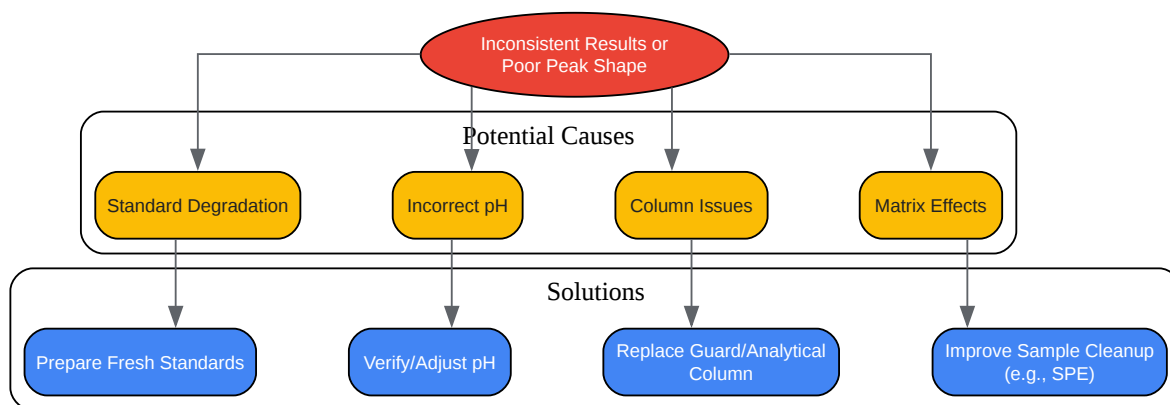 Inconsistent Results or
Poor Peak Shape
Potential Causes
Standard Degradation
Incorrect pH
Column Issues
Matrix Effects
Solutions
Prepare Fresh Standards
Verify/Adjust pH
Replace Guard/Analytical
Column
Improve Sample Cleanup
(e.g., SPE)